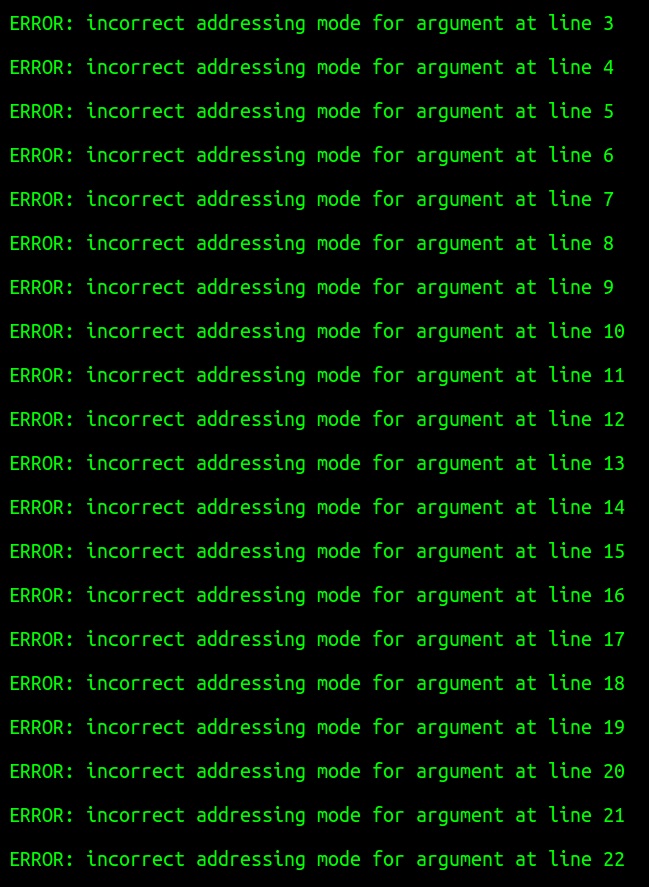 ERROR: incorrect addressing mode for argument at line 3
ERROR: incorrect addressing mode for argument at line 4
ERROR: incorrect addressing mode for argument at line 5
ERROR: incorrect addressing mode for argument at line 6
ERROR: incorrect addressing mode for argument at line 7
ERROR: incorrect addressing mode for argument at line 8
ERROR: incorrect addressing mode for argument at line 9
ERROR: incorrect addressing mode for argument at line 10
ERROR: incorrect addressing mode for argument at line 11
ERROR: incorrect addressing mode for argument at line 12
ERROR: incorrect addressing mode for argument at line 13
ERROR: incorrect addressing mode for argument at line 14
ERROR: incorrect addressing mode for argument at line 15
ERROR: incorrect addressing mode for argument at line 16
ERROR: incorrect addressing mode for argument at line 17
ERROR: incorrect addressing mode for argument at line 18
ERROR: incorrect addressing mode for argument at line 19
ERROR: incorrect addressing mode for argument at line 20
ERROR: incorrect addressing mode for argument at line 21
ERROR: incorrect addressing mode for argument at line 22